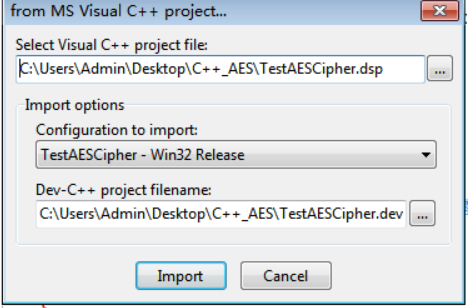 from MS Visual C++ project...
Select Visual C++ project file:
C:\Users\Admin\Desktop\C++_AES\TestAESCipher.dsp
...
Import options
Configuration to import:
TestAESCipher - Win32 Release
Dev-C++ project filename:
C:\Users\Admin\Desktop\C++_AES\TestAESCipher.dev
...
Import Cancel